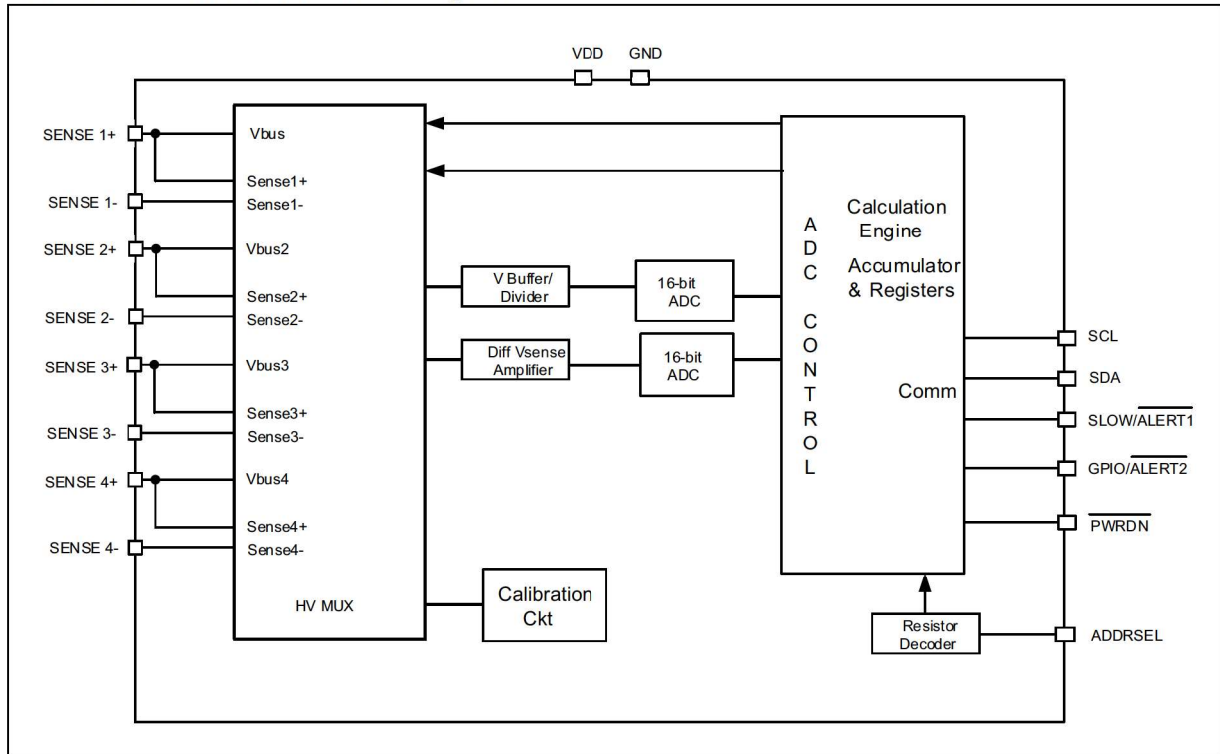 VDD
GND
SENSE 1+
SENSE 1-
SENSE 2+
SENSE 2-
SENSE 3+
SENSE 3-
SENSE 4+
SENSE 4-
Vbus
Sense1+
Sense1-
Vbus2
Sense2+
Sense2-
Vbus3
Sense3+
Sense3-
Vbus4
Sense4+
Sense4-
HV MUX
V Buffer/
Divider
16-bit
ADC
Diff Vsense
Amplifier
16-bit
ADC
Calibration
Ckt
ADC CONTROL
Calculation
Engine
Accumulator
& Registers
Comm
Resistor
Decoder
SCL
SDA
SLOW/ALERT1
GPIO/ALERT2
PWRDN
ADDRSEL